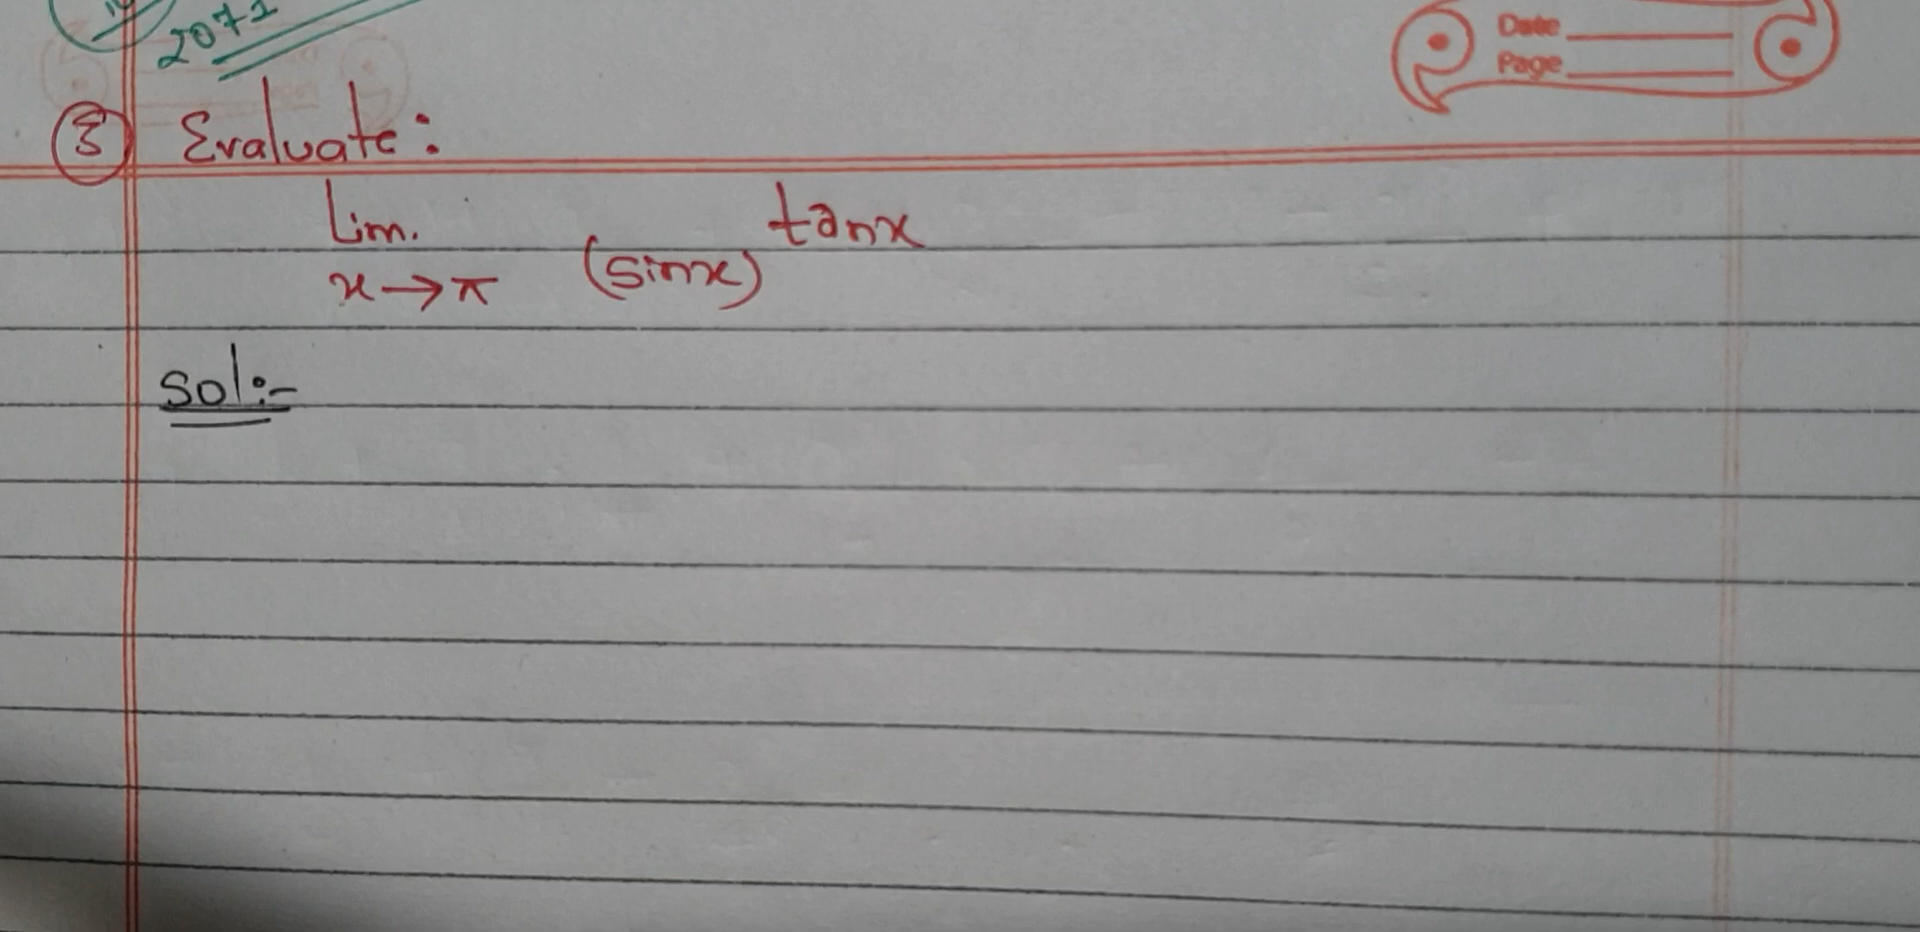 2071
Date
Page
③ Evaluate:
Lim. tanx
x→π (sinx)
Sol:-